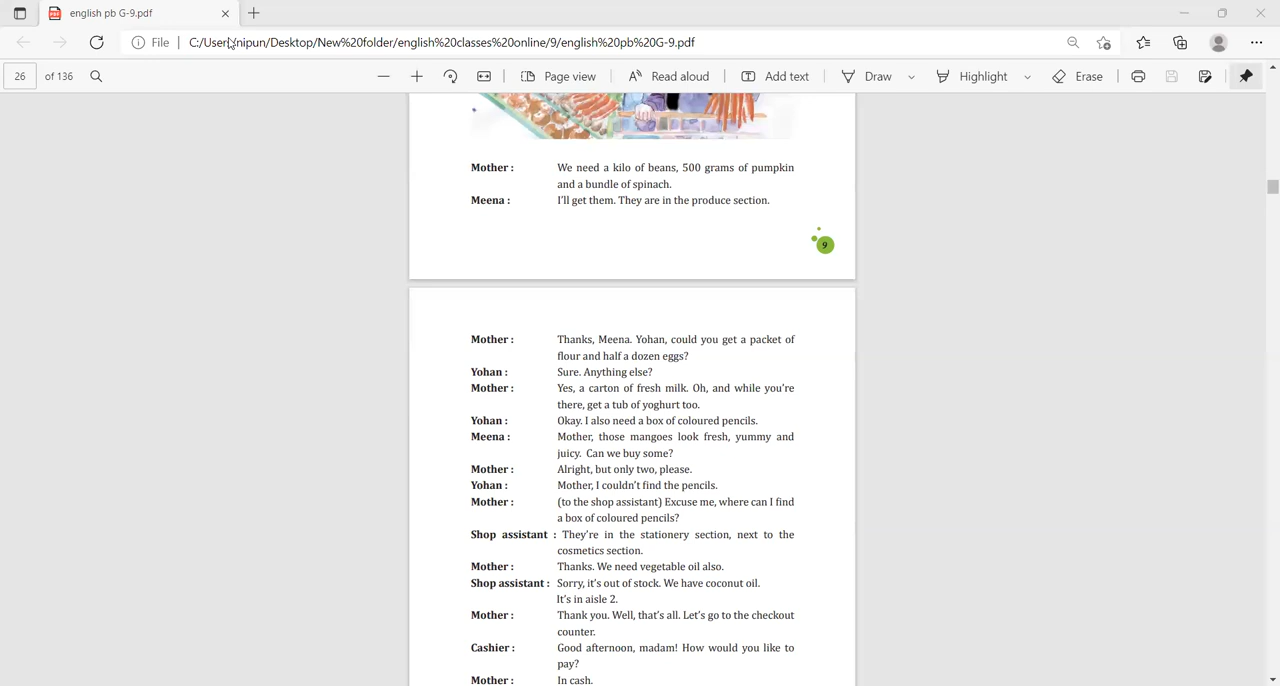 english pb G-9.pdf
File | C:/Users/nipun/Desktop/New%20folder/english%20classes%20online/9/english%20pb%20G-9.pdf
26 of 136
Page view
Read aloud
Add text
Draw
Highlight
Erase
Mother : We need a kilo of beans, 500 grams of pumpkin
and a bundle of spinach.
Meena : I'll get them. They are in the produce section.
9
Mother : Thanks, Meena. Yohan, could you get a packet of
flour and half a dozen eggs?
Yohan : Sure. Anything else?
Mother : Yes, a carton of fresh milk. Oh, and while you're
there, get a tub of yoghurt too.
Yohan : Okay. I also need a box of coloured pencils.
Meena : Mother, those mangoes look fresh, yummy and
juicy. Can we buy some?
Mother : Alright, but only two, please.
Yohan : Mother, I couldn't find the pencils.
Mother : (to the shop assistant) Excuse me, where can I find
a box of coloured pencils?
Shop assistant : They're in the stationery section, next to the
cosmetics section.
Mother : Thanks. We need vegetable oil also.
Shop assistant : Sorry, it's out of stock. We have coconut oil.
It's in aisle 2.
Mother : Thank you. Well, that's all. Let's go to the checkout
counter.
Cashier : Good afternoon, madam! How would you like to
pay?
Mother : In cash.